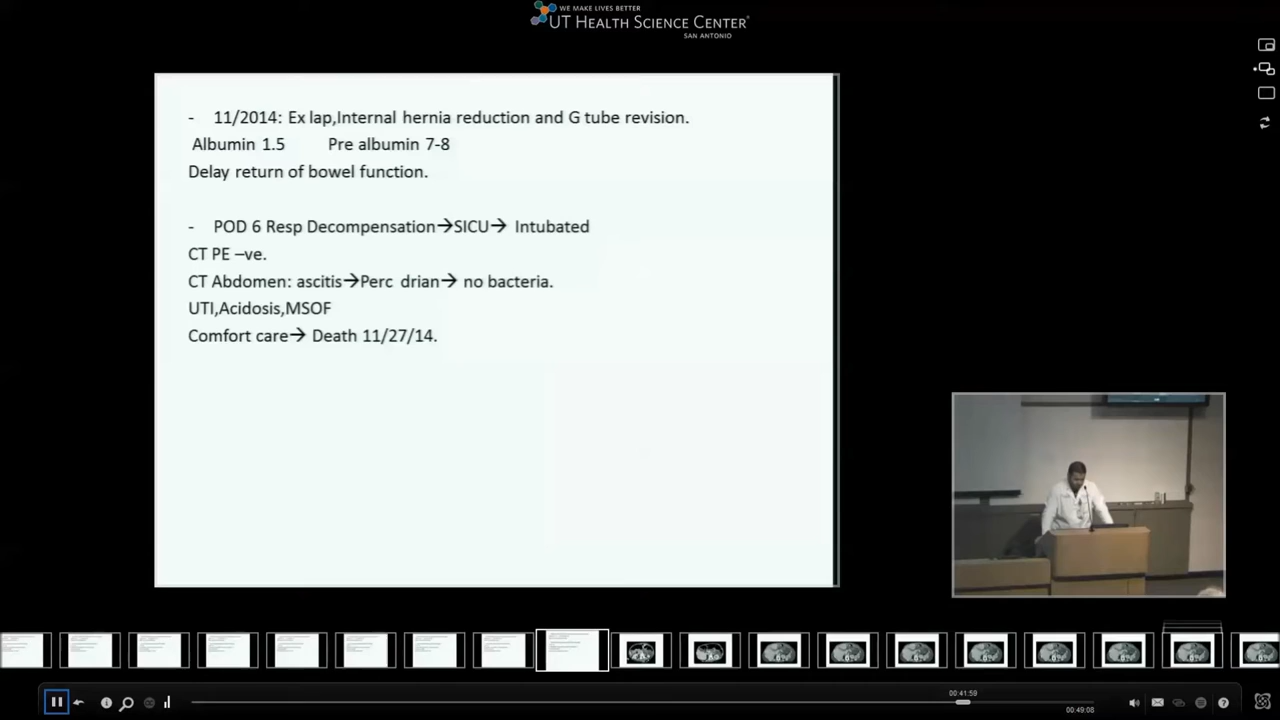 WE MAKE LIVES BETTER
UT HEALTH SCIENCE CENTER®
SAN ANTONIO
- 11/2014: Ex lap,Internal hernia reduction and G tube revision.
Albumin 1.5 Pre albumin 7-8
Delay return of bowel function.
- POD 6 Resp Decompensation→SICU→ Intubated
CT PE –ve.
CT Abdomen: ascitis→Perc drian→ no bacteria.
UTI,Acidosis,MSOF
Comfort care→ Death 11/27/14.
00:41:59
00:49:08